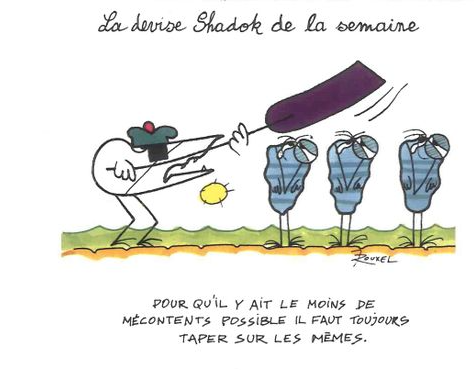 La devise Shadok de la semaine
ROUXEL
POUR QU'IL Y AIT LE MOINS DE
MÉCONTENTS POSSIBLE IL FAUT TOUJOURS
TAPER SUR LES MÊMES.